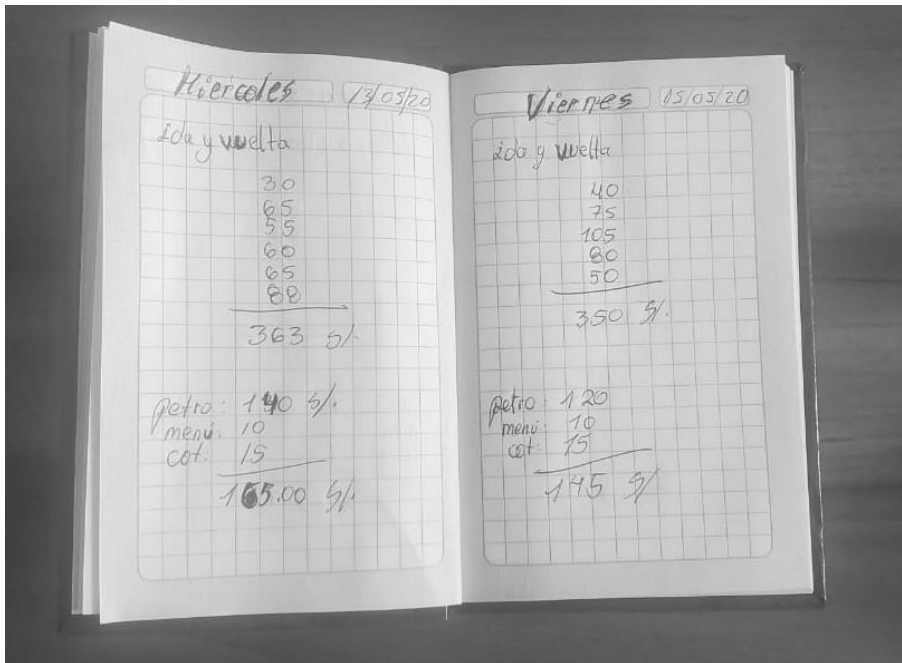 Miercoles 13/05/20
ida y vuelta
30
65
55
60
65
88
363 S/.
petro: 140 S/.
menú: 10
cot: 15
165.00 S/.
Viernes 15/05/20
ida y vuelta
40
75
105
80
50
350 S/.
petro: 120
menú: 10
cot: 15
145 S/